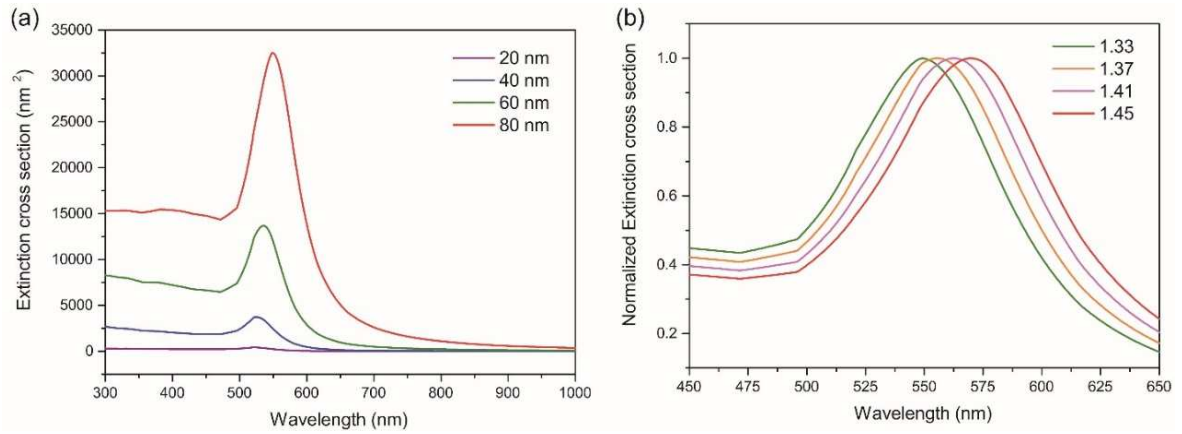 (a)
Extinction cross section (nm²)
35000
30000
25000
20000
15000
10000
5000
0
20 nm
40 nm
60 nm
80 nm
300 400 500 600 700 800 900 1000
Wavelength (nm)
(b)
Normalized Extinction cross section
1.0
0.8
0.6
0.4
0.2
1.33
1.37
1.41
1.45
450 475 500 525 550 575 600 625 650
Wavelength (nm)